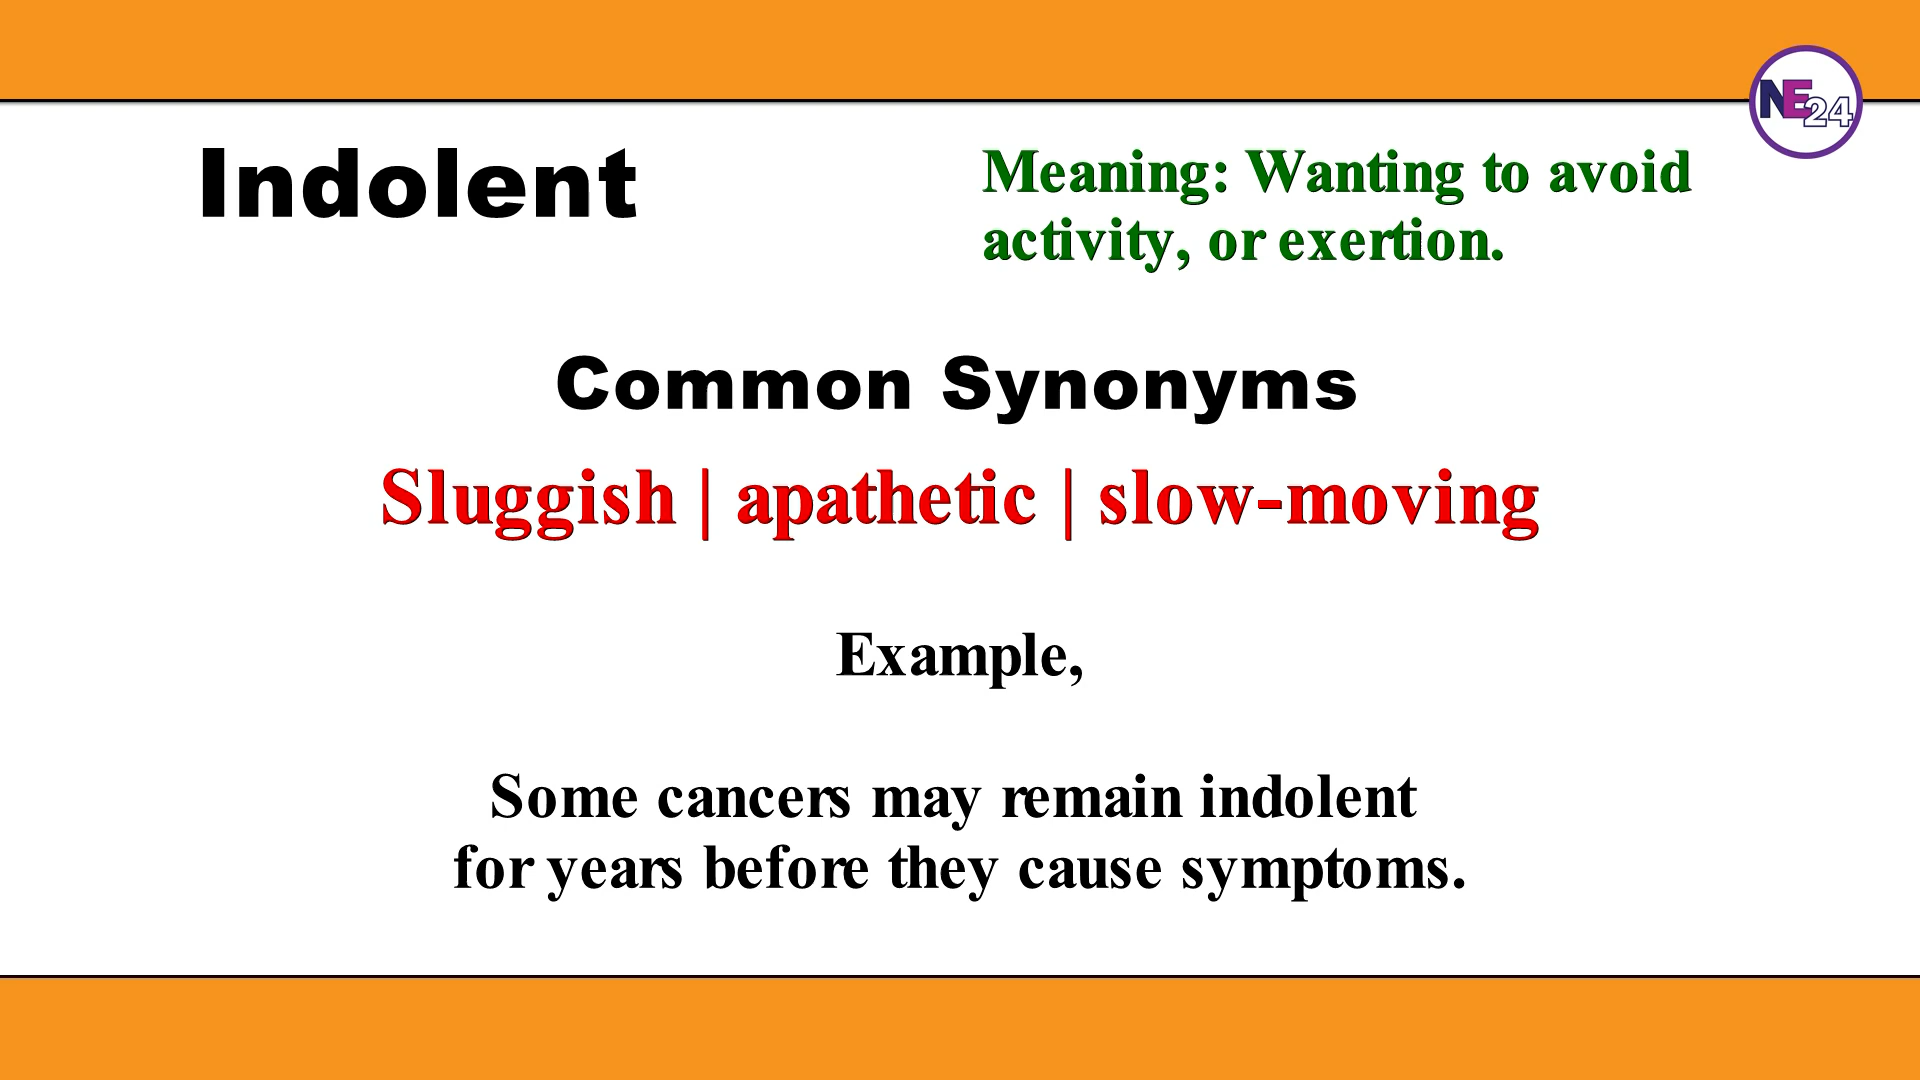 NE24
Indolent
Meaning: Wanting to avoid
activity, or exertion.
Common Synonyms
Sluggish | apathetic | slow-moving
Example,
Some cancers may remain indolent
for years before they cause symptoms.